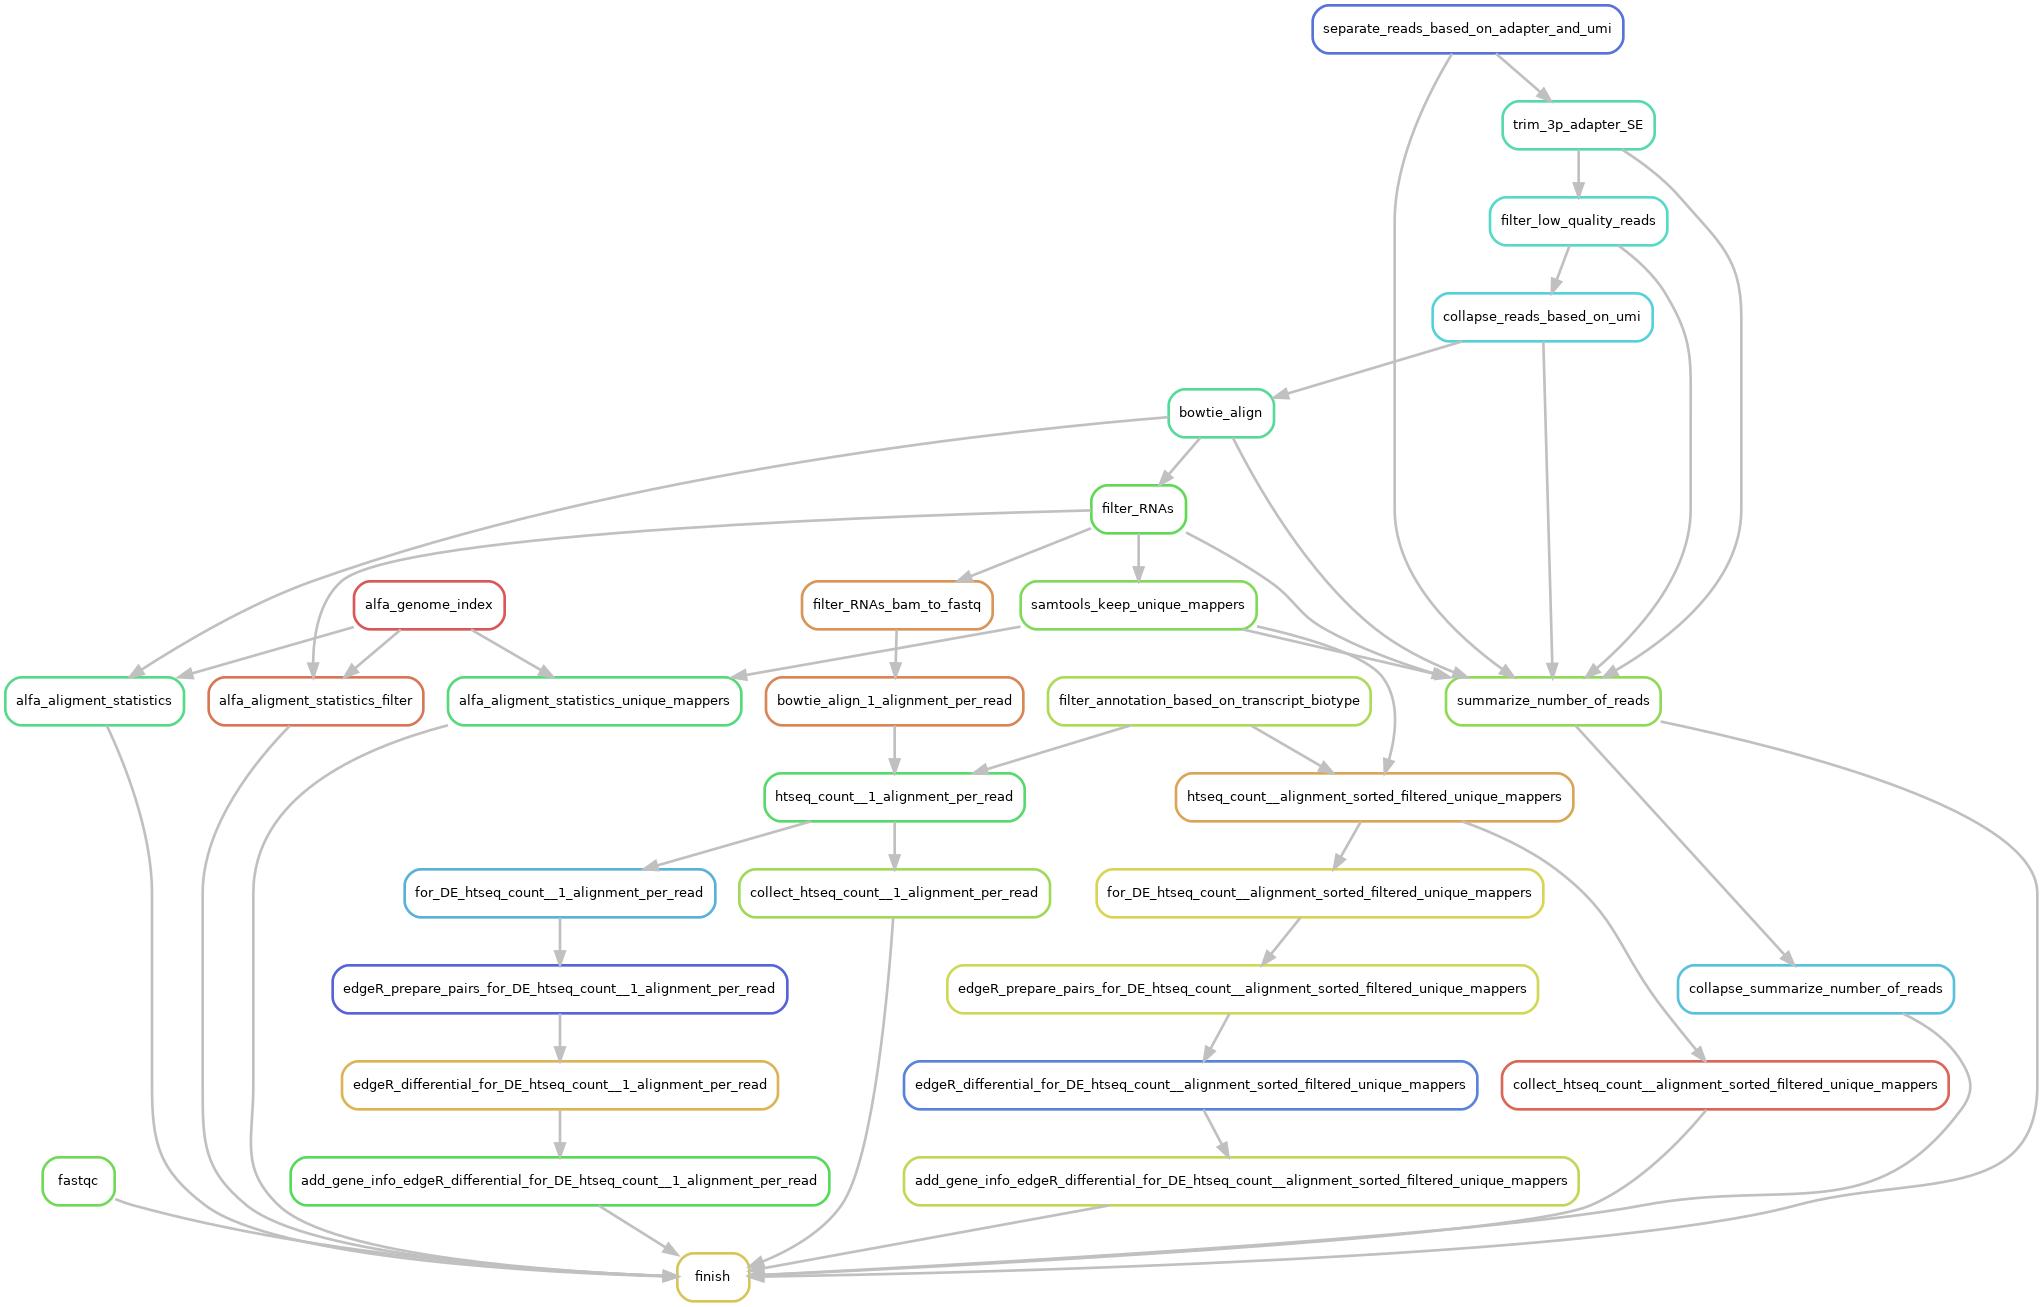 separate_reads_based_on_adapter_and_umi
trim_3p_adapter_SE
filter_low_quality_reads
collapse_reads_based_on_umi
bowtie_align
filter_RNAs
alfa_genome_index
filter_RNAs_bam_to_fastq
samtools_keep_unique_mappers
alfa_aligment_statistics
alfa_aligment_statistics_filter
alfa_aligment_statistics_unique_mappers
bowtie_align_1_alignment_per_read
filter_annotation_based_on_transcript_biotype
summarize_number_of_reads
htseq_count__1_alignment_per_read
htseq_count__alignment_sorted_filtered_unique_mappers
for_DE_htseq_count__1_alignment_per_read
collect_htseq_count__1_alignment_per_read
for_DE_htseq_count__alignment_sorted_filtered_unique_mappers
edgeR_prepare_pairs_for_DE_htseq_count__1_alignment_per_read
edgeR_prepare_pairs_for_DE_htseq_count__alignment_sorted_filtered_unique_mappers
collapse_summarize_number_of_reads
edgeR_differential_for_DE_htseq_count__1_alignment_per_read
edgeR_differential_for_DE_htseq_count__alignment_sorted_filtered_unique_mappers
collect_htseq_count__alignment_sorted_filtered_unique_mappers
fastqc
add_gene_info_edgeR_differential_for_DE_htseq_count__1_alignment_per_read
add_gene_info_edgeR_differential_for_DE_htseq_count__alignment_sorted_filtered_unique_mappers
finish